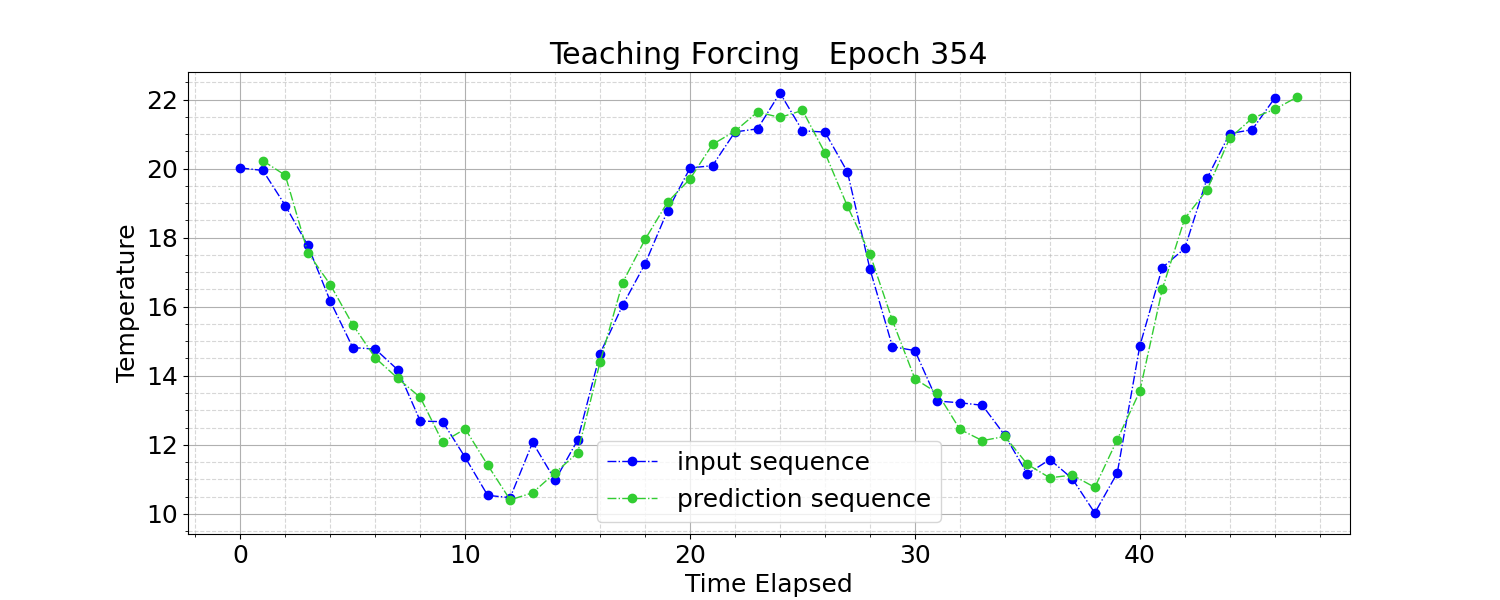 Teaching Forcing   Epoch 354
22
20
18
16
14
12
10
Temperature
input sequence
prediction sequence
0 10 20 30 40
Time Elapsed